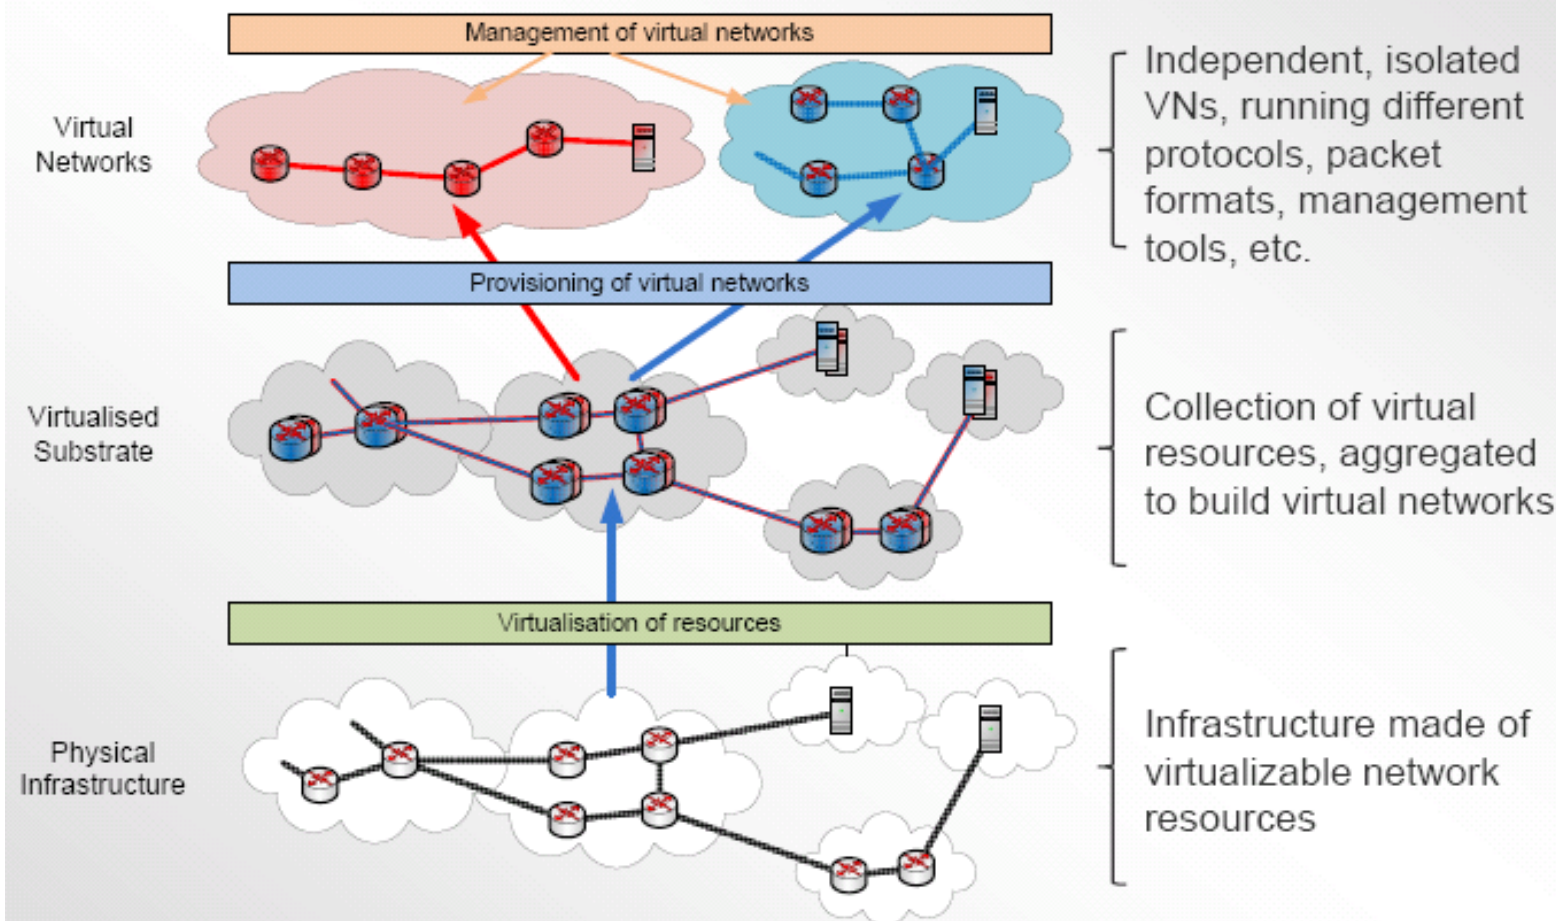 Management of virtual networks
Virtual
Networks
Independent, isolated
VNs, running different
protocols, packet
formats, management
tools, etc.
Provisioning of virtual networks
Virtualised
Substrate
Collection of virtual
resources, aggregated
to build virtual networks
Virtualisation of resources
Physical
Infrastructure
Infrastructure made of
virtualizable network
resources